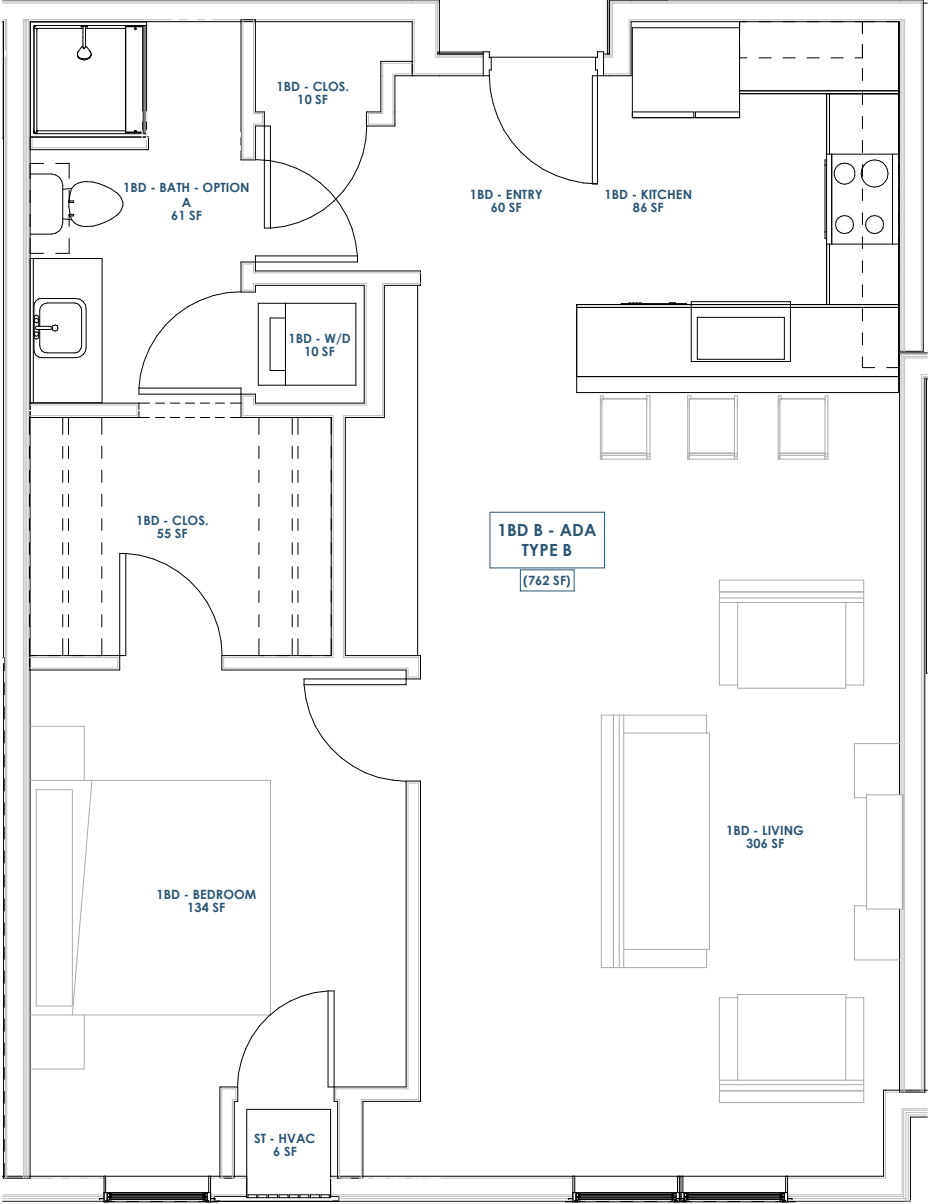 1BD - CLOS.
10 SF
1BD - BATH - OPTION
A
61 SF
1BD - ENTRY
60 SF
1BD - KITCHEN
86 SF
1BD - W/D
10 SF
1BD - CLOS.
55 SF
1BD B - ADA
TYPE B
(762 SF)
1BD - LIVING
306 SF
1BD - BEDROOM
134 SF
ST - HVAC
6 SF